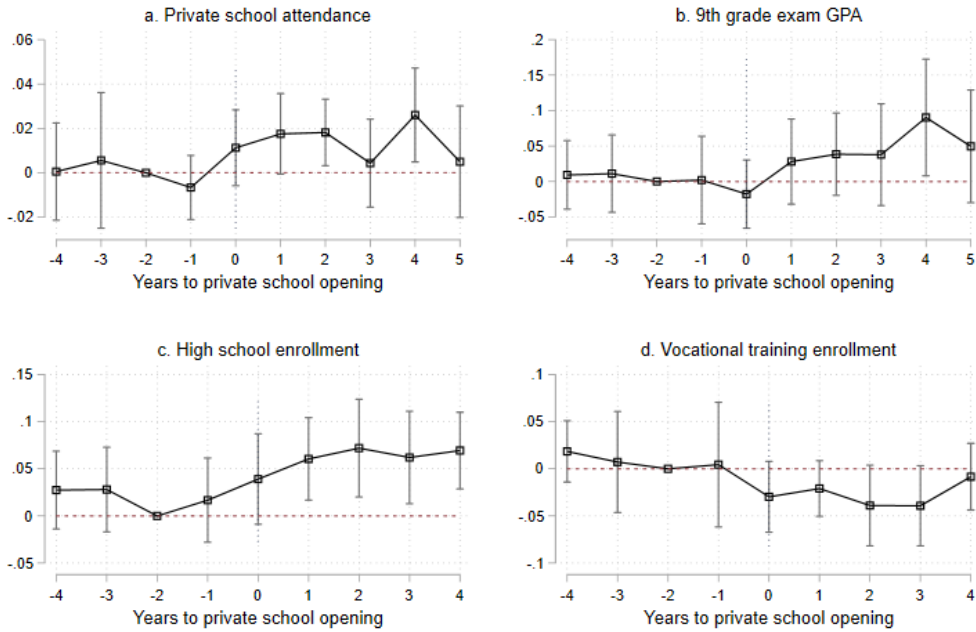 a. Private school attendance
.06
.04
.02
0
-.02
-4 -3 -2 -1 0 1 2 3 4 5
Years to private school opening
b. 9th grade exam GPA
.2
.15
.1
.05
0
-.05
-4 -3 -2 -1 0 1 2 3 4 5
Years to private school opening
c. High school enrollment
.15
.1
.05
0
-.05
-4 -3 -2 -1 0 1 2 3 4
Years to private school opening
d. Vocational training enrollment
.1
.05
0
-.05
-.1
-4 -3 -2 -1 0 1 2 3 4
Years to private school opening